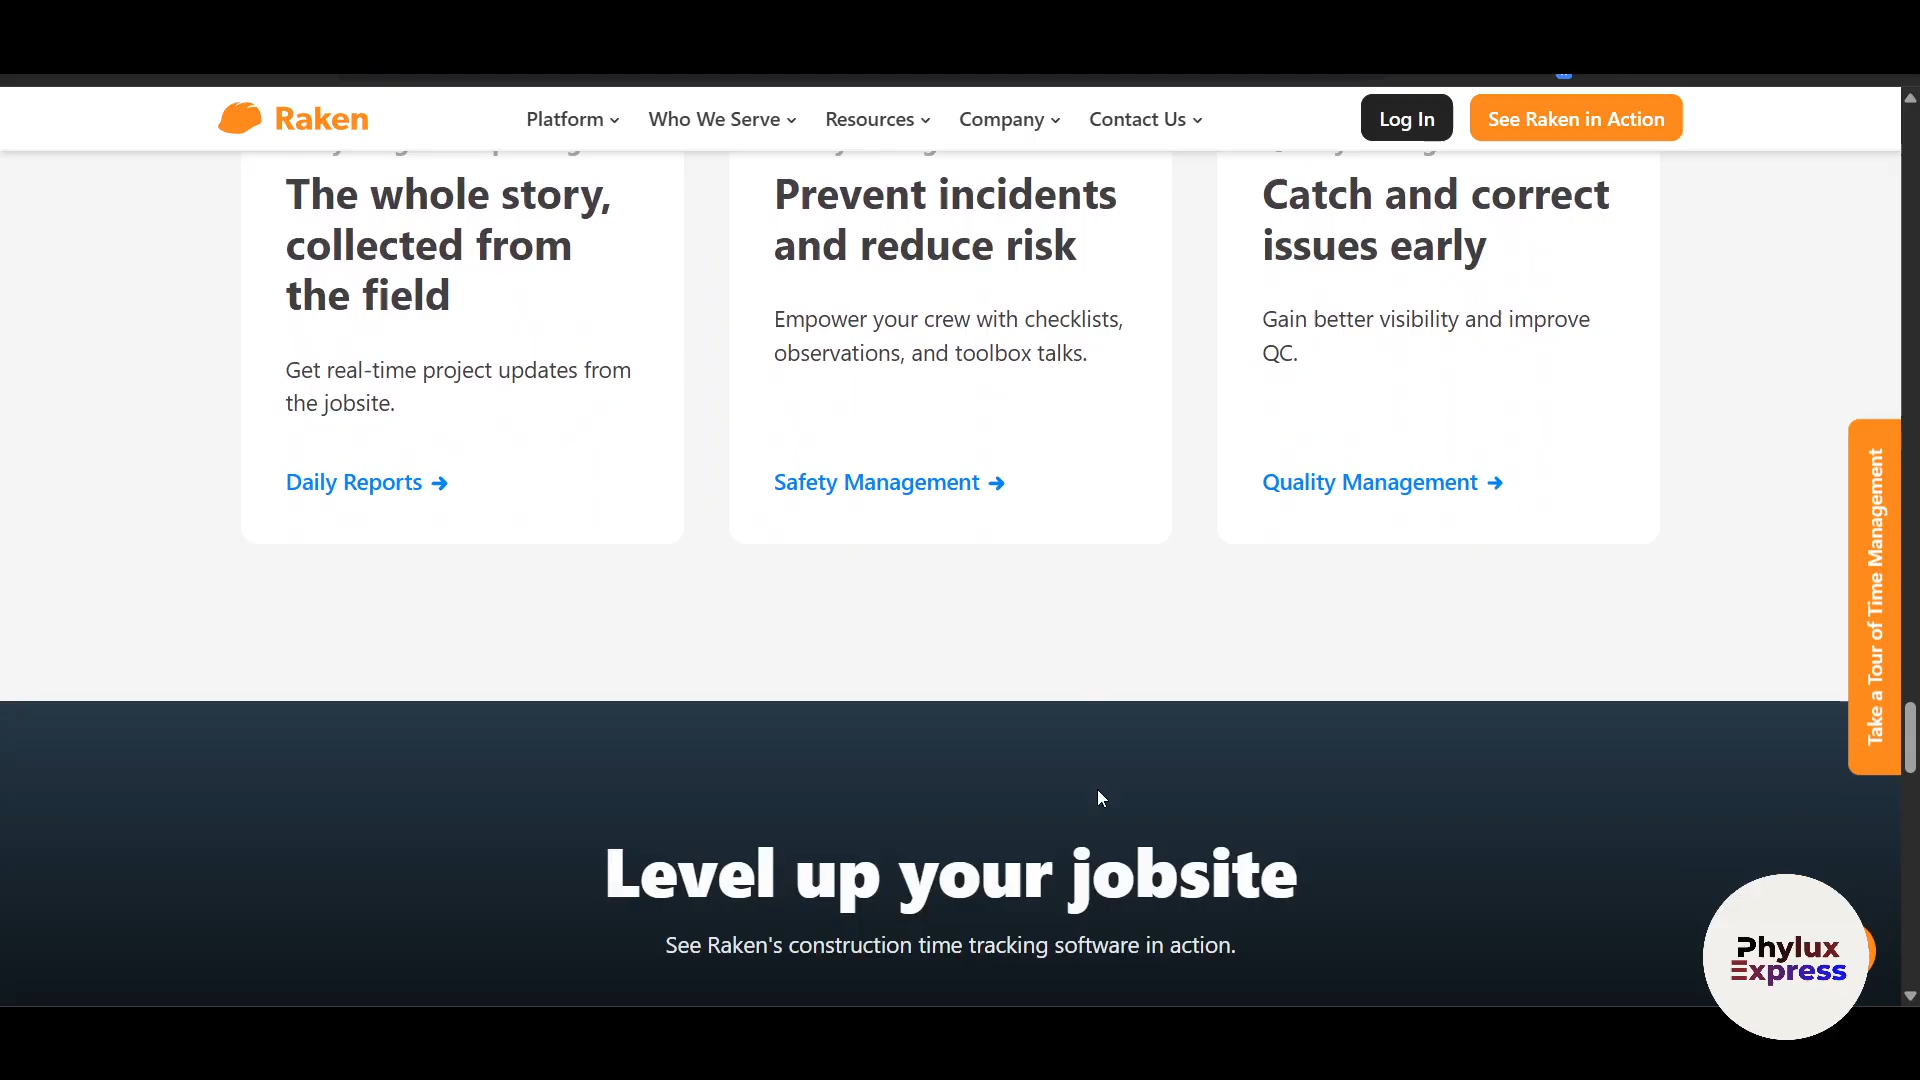 Raken
Platform
Who We Serve
Resources
Company
Contact Us
Log In
See Raken in Action
The whole story,
collected from
the field
Get real-time project updates from
the jobsite.
Daily Reports
Prevent incidents
and reduce risk
Empower your crew with checklists,
observations, and toolbox talks.
Safety Management
Catch and correct
issues early
Gain better visibility and improve
QC.
Quality Management
Take a Tour of Time Management
Level up your jobsite
See Raken's construction time tracking software in action.
Phylux
Express